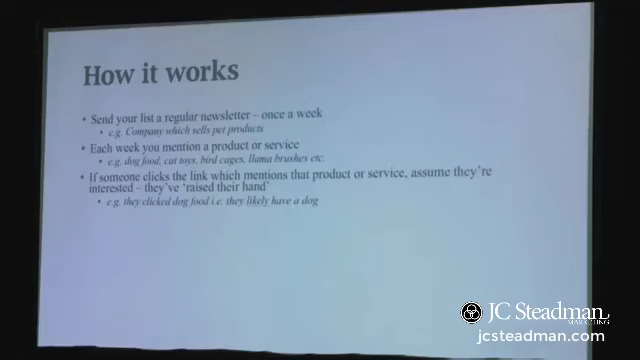 How it works
• Send your list a regular newsletter – once a week
• e.g. Company which sells pet products
• Each week you mention a product or service
• e.g. dog food, cat toys, bird cages, llama brushes etc.
• If someone clicks the link which mentions that product or service, assume they're
interested – they've 'raised their hand'
• e.g. they clicked dog food i.e. they likely have a dog
JC Steadman
MARKETING
jcsteadman.com